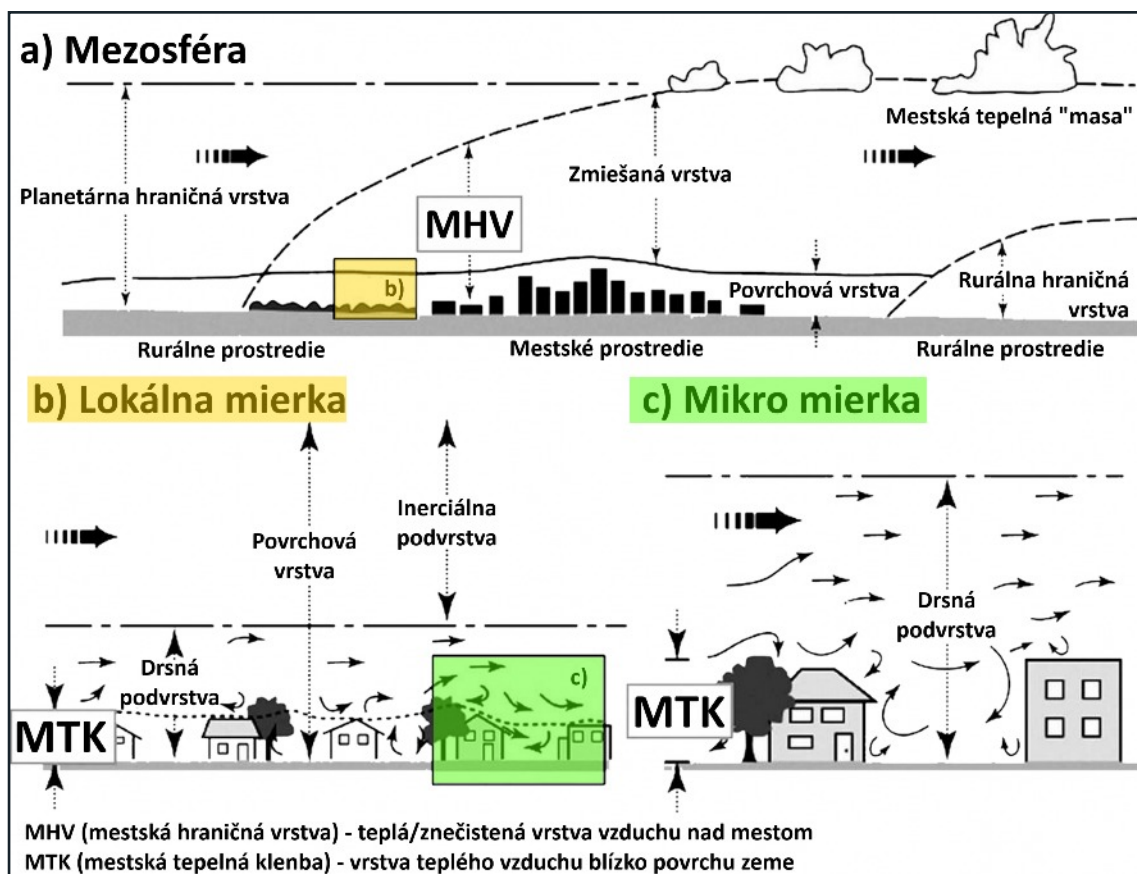 a) Mezosféra
Mestská tepelná "masa"
Planetárna hraničná vrstva
Zmiešaná vrstva
MHV
b)
Povrchová vrstva
Rurálna hraničná
vrstva
Rurálne prostredie
Mestské prostredie
Rurálne prostredie
b) Lokálna mierka
Inerciálna
podvrstva
Povrchová
vrstva
Drsná
podvrstva
c)
MTK
c) Mikro mierka
Drsná
podvrstva
MTK
MHV (mestská hraničná vrstva) - teplá/znečistená vrstva vzduchu nad mestom
MTK (mestská tepelná klenba) - vrstva teplého vzduchu blízko povrchu zeme